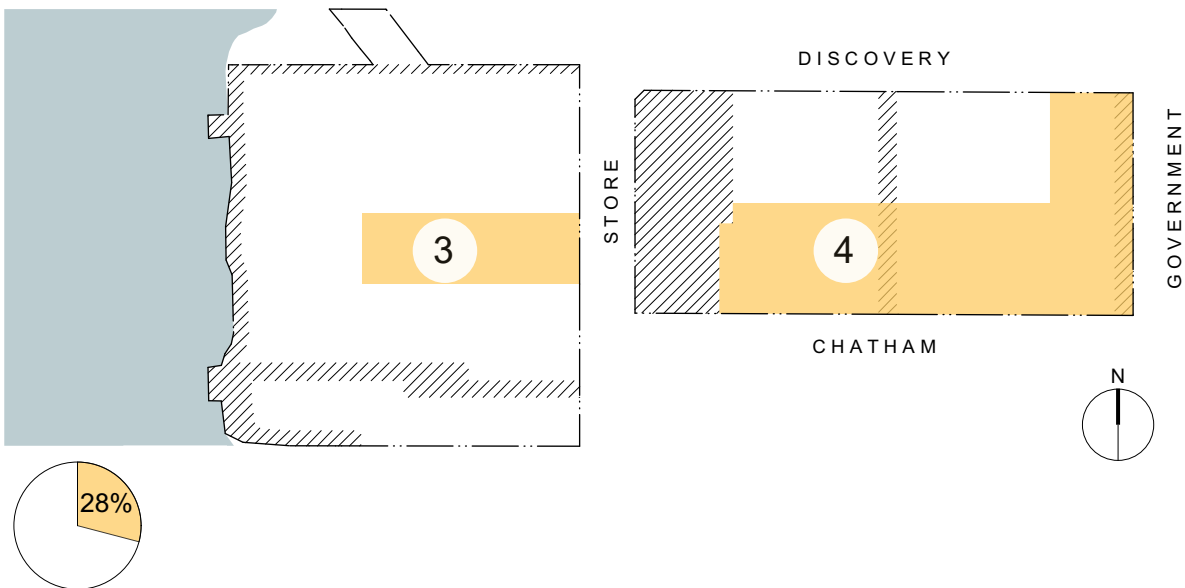 DISCOVERY
STORE
GOVERNMENT
3
4
CHATHAM
N
28%